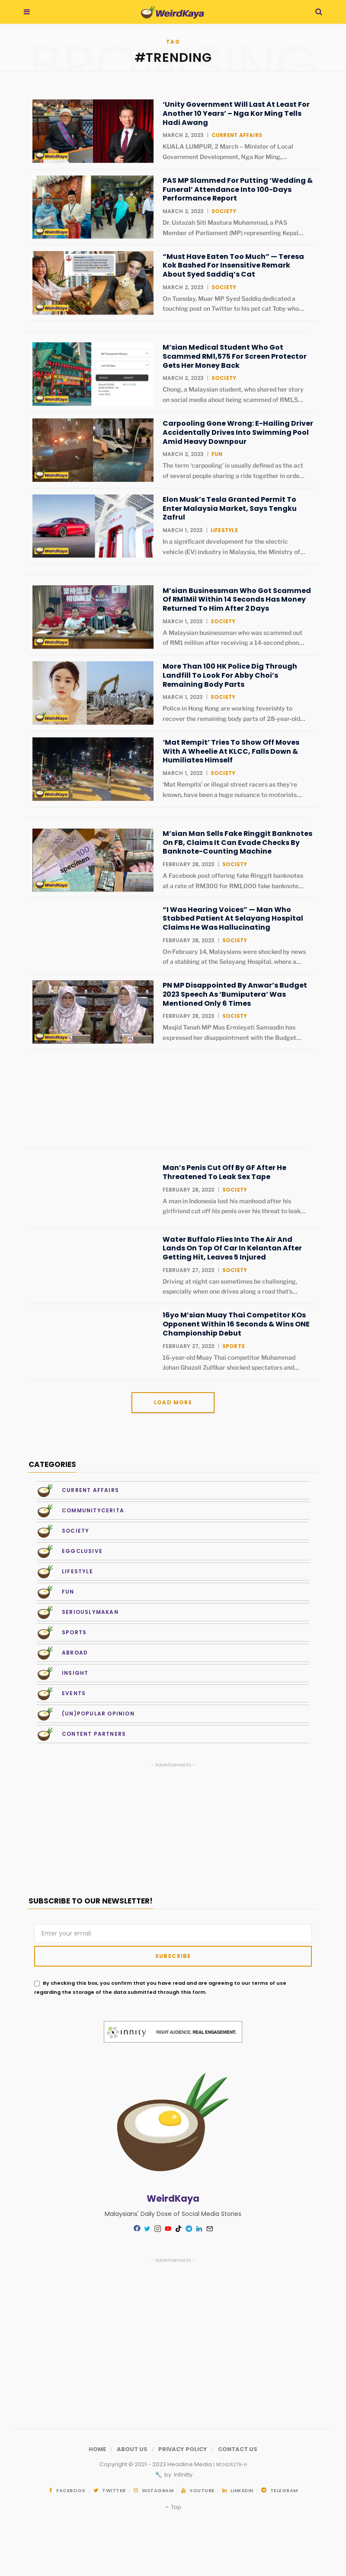 WeirdKaya
BROWSING
TAG
#TRENDING
‘Unity Government Will Last At Least For
Another 10 Years’ – Nga Kor Ming Tells
Hadi Awang
MARCH 2, 2023 | CURRENT AFFAIRS
KUALA LUMPUR, 2 March – Minister of Local
Government Development, Nga Kor Ming,…
PAS MP Slammed For Putting ‘Wedding &
Funeral’ Attendance Into 100-Days
Performance Report
MARCH 2, 2023 | SOCIETY
Dr. Ustazah Siti Mastura Muhammad, a PAS
Member of Parliament (MP) representing Kepal…
“Must Have Eaten Too Much” — Teresa
Kok Bashed For Insensitive Remark
About Syed Saddiq’s Cat
MARCH 2, 2023 | SOCIETY
On Tuesday, Muar MP Syed Saddiq dedicated a
touching post on Twitter to his pet cat Toby who…
M’sian Medical Student Who Got
Scammed RM1,575 For Screen Protector
Gets Her Money Back
MARCH 2, 2023 | SOCIETY
Chong, a Malaysian student, who shared her story
on social media about being scammed of RM1,5…
Carpooling Gone Wrong: E-Hailing Driver
Accidentally Drives Into Swimming Pool
Amid Heavy Downpour
MARCH 2, 2023 | FUN
The term ‘carpooling’ is usually defined as the act
of several people sharing a ride together in orde…
Elon Musk’s Tesla Granted Permit To
Enter Malaysia Market, Says Tengku
Zafrul
MARCH 1, 2023 | LIFESTYLE
In a significant development for the electric
vehicle (EV) industry in Malaysia, the Ministry of…
M’sian Businessman Who Got Scammed
Of RM1Mil Within 14 Seconds Has Money
Returned To Him After 2 Days
MARCH 1, 2023 | SOCIETY
A Malaysian businessman who was scammed out
of RM1 million after receiving a 14-second phon…
More Than 100 HK Police Dig Through
Landfill To Look For Abby Choi’s
Remaining Body Parts
MARCH 1, 2023 | SOCIETY
Police in Hong Kong are working feverishly to
recover the remaining body parts of 28-year-old…
‘Mat Rempit’ Tries To Show Off Moves
With A Wheelie At KLCC, Falls Down &
Humiliates Himself
MARCH 1, 2023 | SOCIETY
‘Mat Rempits’ or illegal street racers as they’re
known, have been a huge nuisance to motorists…
specimen
M’sian Man Sells Fake Ringgit Banknotes
On FB, Claims It Can Evade Checks By
Banknote-Counting Machine
FEBRUARY 28, 2023 | SOCIETY
A Facebook post offering fake Ringgit banknotes
at a rate of RM300 for RM1,000 fake banknote…
“I Was Hearing Voices” — Man Who
Stabbed Patient At Selayang Hospital
Claims He Was Hallucinating
FEBRUARY 28, 2023 | SOCIETY
On February 14, Malaysians were shocked by news
of a stabbing at the Selayang Hospital, where a…
PN MP Disappointed By Anwar’s Budget
2023 Speech As ‘Bumiputera’ Was
Mentioned Only 6 Times
FEBRUARY 28, 2023 | SOCIETY
Masjid Tanah MP Mas Ermieyati Samsudin has
expressed her disappointment with the Budget…
Man’s Penis Cut Off By GF After He
Threatened To Leak Sex Tape
FEBRUARY 28, 2023 | SOCIETY
A man in Indonesia lost his manhood after his
girlfriend cut off his penis over his threat to leak…
Water Buffalo Flies Into The Air And
Lands On Top Of Car In Kelantan After
Getting Hit, Leaves 5 Injured
FEBRUARY 27, 2023 | SOCIETY
Driving at night can sometimes be challenging,
especially when one drives along a road that’s…
16yo M’sian Muay Thai Competitor KOs
Opponent Within 16 Seconds & Wins ONE
Championship Debut
FEBRUARY 27, 2023 | SPORTS
16-year-old Muay Thai competitor Muhammad
Johan Ghazali Zulfikar shocked spectators and…
LOAD MORE
CATEGORIES
CURRENT AFFAIRS
COMMUNITYCERITA
SOCIETY
EGGCLUSIVE
LIFESTYLE
FUN
SERIOUSLYMAKAN
SPORTS
ABROAD
INSIGHT
EVENTS
(UN)POPULAR OPINION
CONTENT PARTNERS
- Advertisements -
SUBSCRIBE TO OUR NEWSLETTER!
Enter your email
SUBSCRIBE
By checking this box, you confirm that you have read and are agreeing to our terms of use
regarding the storage of the data submitted through this form.
innity RIGHT AUDIENCE. REAL ENGAGEMENT.
WeirdKaya
Malaysians' Daily Dose of Social Media Stories
- Advertisements -
HOME | ABOUT US | PRIVACY POLICY | CONTACT US
Copyright © 2021 - 2023 Headline Media | NO1426279-H
by infinity
FACEBOOK TWITTER INSTAGRAM YOUTUBE LINKEDIN TELEGRAM
Top